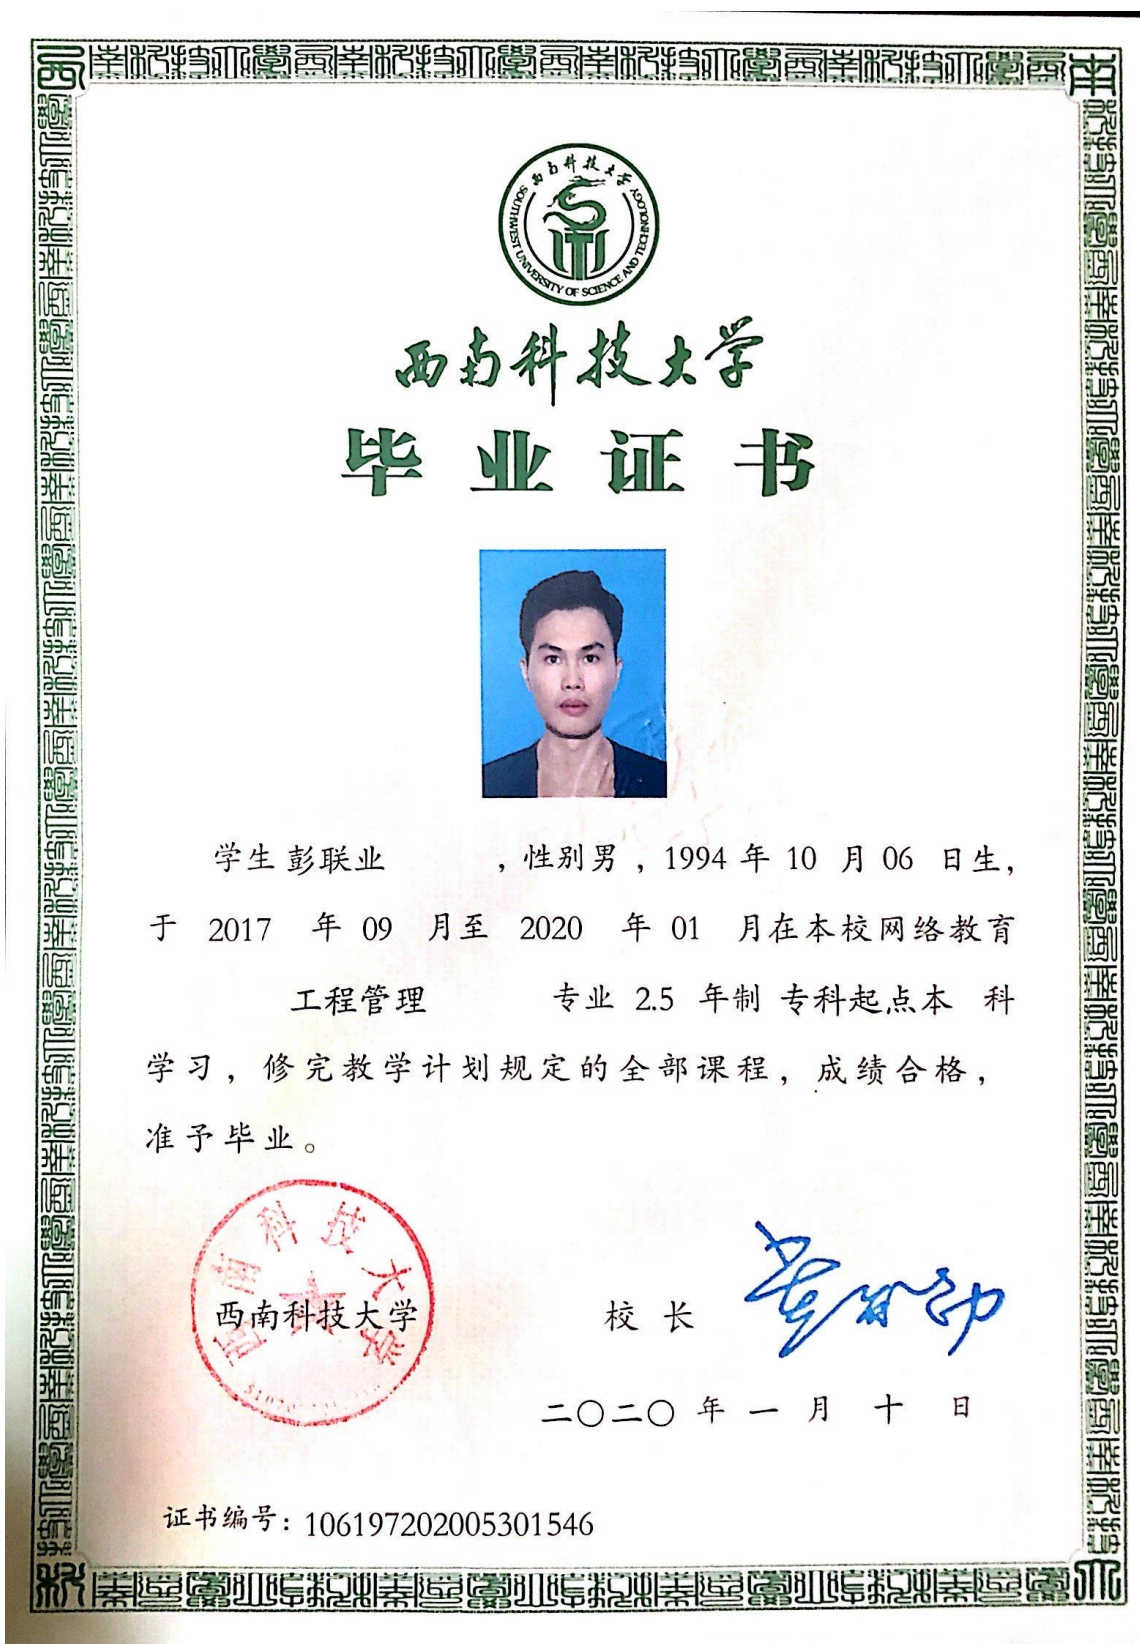 西南科技大学
SOUTHWEST UNIVERSITY OF SCIENCE AND TECHNOLOGY
西南科技大学
毕业证书
学生 彭联业 ，性别男，1994 年 10 月 06 日生，
于 2017 年 09 月至 2020 年 01 月在本校网络教育
工程管理 专业 2.5 年制 专科起点本 科
学习，修完教学计划规定的全部课程，成绩合格，
准予毕业。
西南科技大学
西南科技大学
校 长
二〇二〇 年 一 月 十 日
证书编号：106197202005301546